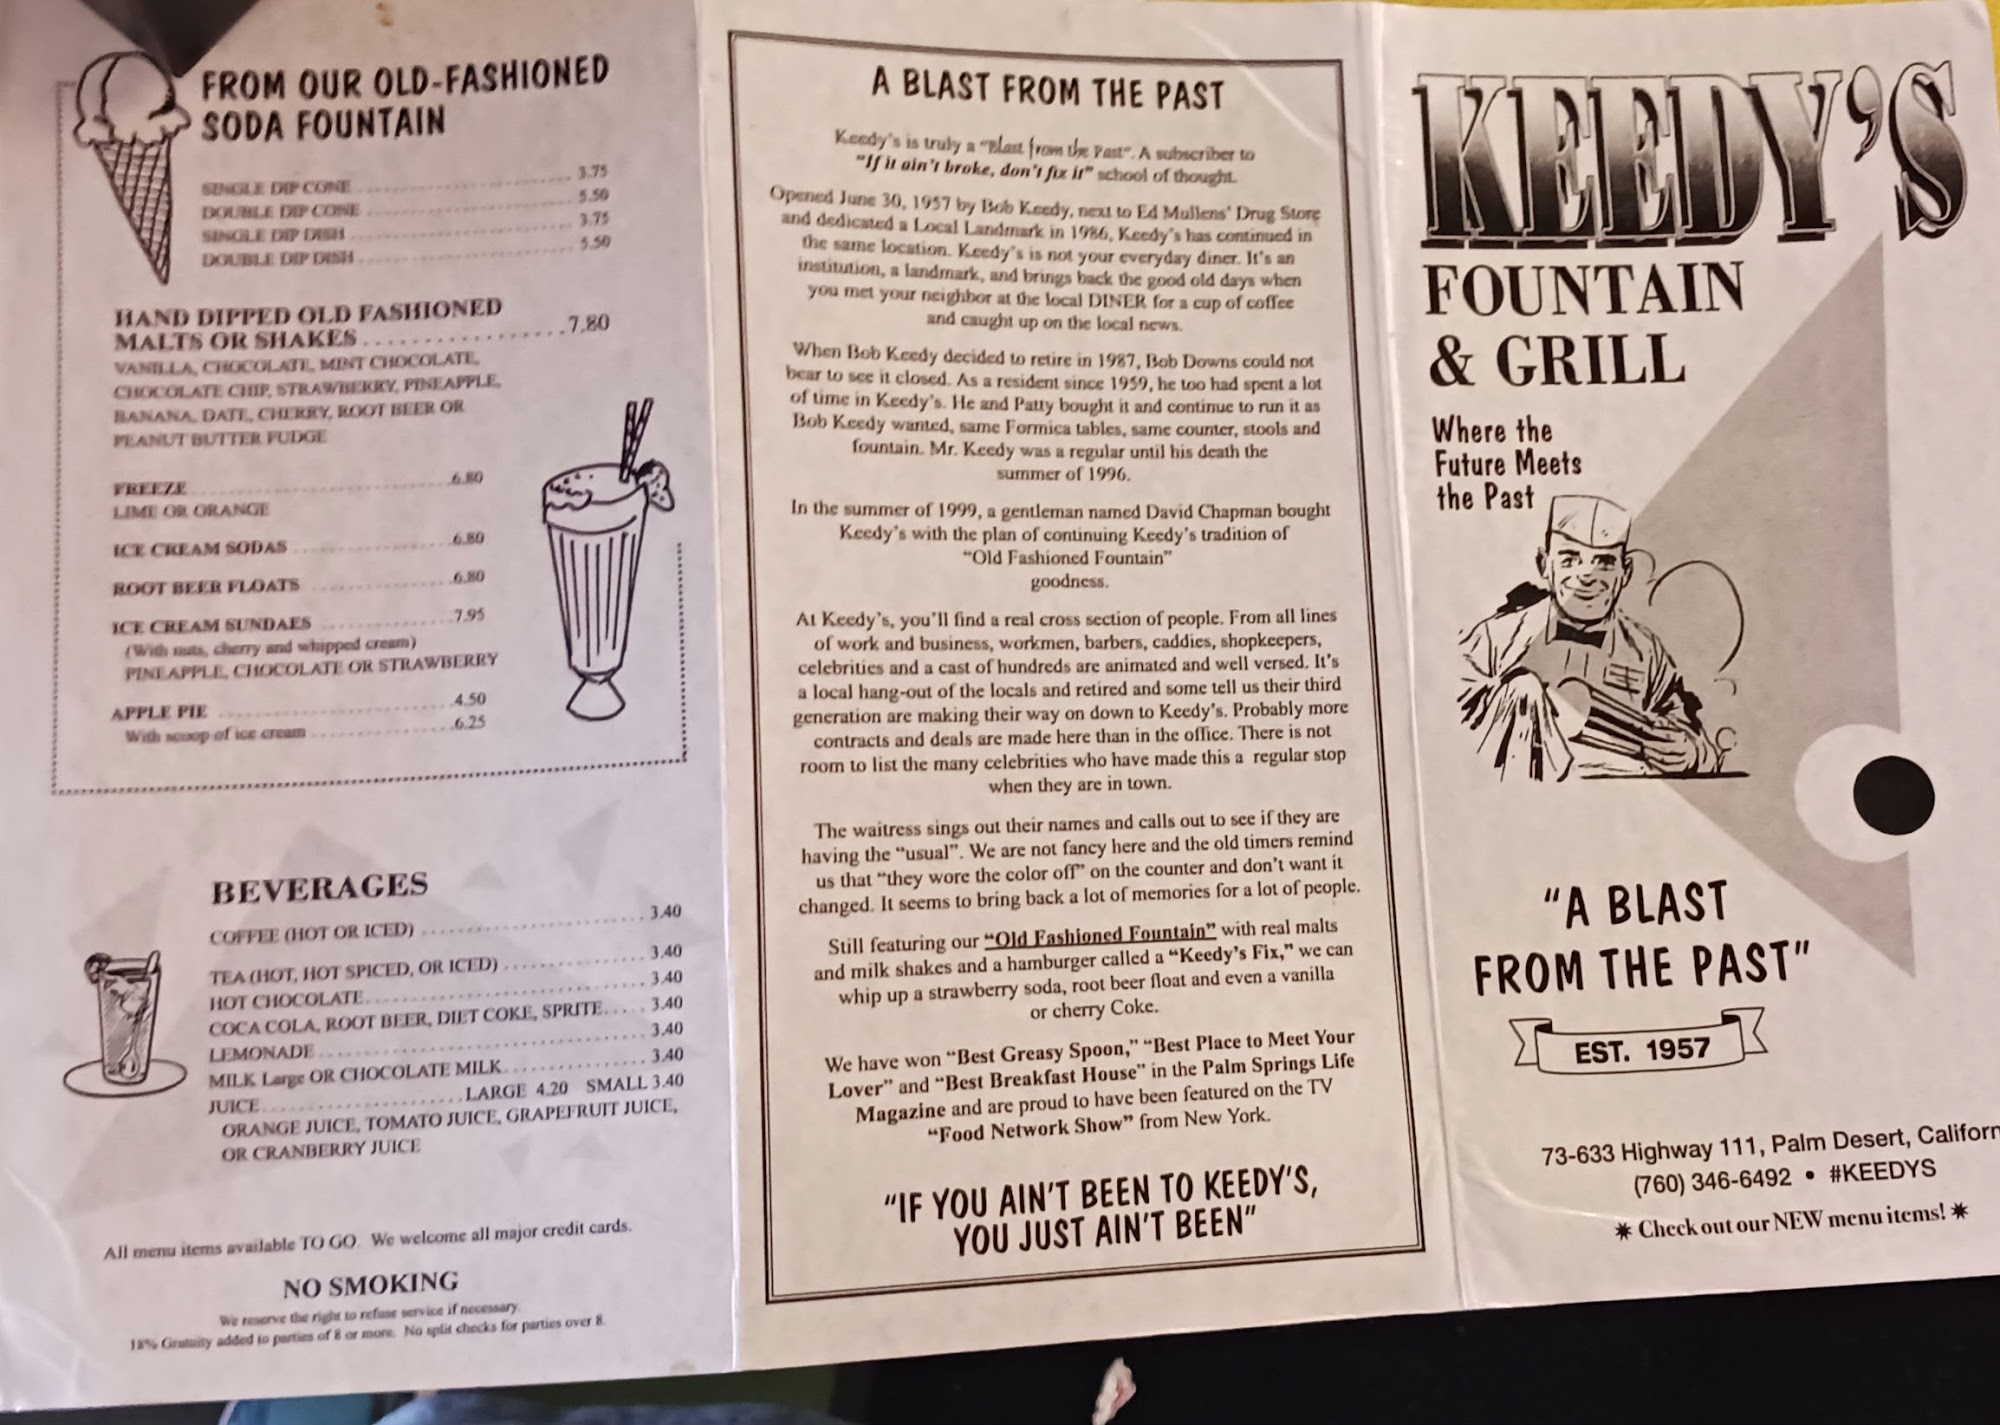 FROM OUR OLD-FASHIONED
SODA FOUNTAIN
SINGLE DIP CONE 3.75
DOUBLE DIP CONE 5.50
SINGLE DIP DISH 3.75
DOUBLE DIP DISH 5.50
HAND DIPPED OLD FASHIONED
MALTS OR SHAKES 7.80
VANILLA, CHOCOLATE, MINT CHOCOLATE,
CHOCOLATE CHIP, STRAWBERRY, PINEAPPLE,
BANANA, DATE, CHERRY, ROOT BEER OR
PEANUT BUTTER FUDGE
FREEZE 6.80
LIME OR ORANGE
ICE CREAM SODAS 6.80
ROOT BEER FLOATS 6.80
ICE CREAM SUNDAES 7.95
(With nuts, cherry and whipped cream)
PINEAPPLE, CHOCOLATE OR STRAWBERRY
APPLE PIE 4.50
With scoop of ice cream 6.25
BEVERAGES
COFFEE (HOT OR ICED) 3.40
TEA (HOT, HOT SPICED, OR ICED) 3.40
HOT CHOCOLATE 3.40
COCA COLA, ROOT BEER, DIET COKE, SPRITE 3.40
LEMONADE 3.40
MILK Large OR CHOCOLATE MILK 3.40
JUICE LARGE 4.20 SMALL 3.40
ORANGE JUICE, TOMATO JUICE, GRAPEFRUIT JUICE,
OR CRANBERRY JUICE
All menu items available TO GO. We welcome all major credit cards.
NO SMOKING
We reserve the right to refuse service if necessary.
18% Gratuity added to parties of 8 or more. No split checks for parties over 8.
A BLAST FROM THE PAST
Keedy's is truly a "Blast from the Past". A subscriber to
"If it ain't broke, don't fix it" school of thought.
Opened June 30, 1957 by Bob Keedy, next to Ed Mullens' Drug Store
and dedicated a Local Landmark in 1986, Keedy's has continued in
the same location. Keedy's is not your everyday diner. It's an
institution, a landmark, and brings back the good old days when
you met your neighbor at the local DINER for a cup of coffee
and caught up on the local news.
When Bob Keedy decided to retire in 1987, Bob Downs could not
bear to see it closed. As a resident since 1959, he too had spent a lot
of time in Keedy's. He and Patty bought it and continue to run it as
Bob Keedy wanted, same Formica tables, same counter, stools and
fountain. Mr. Keedy was a regular until his death the
summer of 1996.
In the summer of 1999, a gentleman named David Chapman bought
Keedy's with the plan of continuing Keedy's tradition of
"Old Fashioned Fountain"
goodness.
At Keedy's, you'll find a real cross section of people. From all lines
of work and business, workmen, barbers, caddies, shopkeepers,
celebrities and a cast of hundreds are animated and well versed. It's
a local hang-out of the locals and retired and some tell us their third
generation are making their way on down to Keedy's. Probably more
contracts and deals are made here than in the office. There is not
room to list the many celebrities who have made this a regular stop
when they are in town.
The waitress sings out their names and calls out to see if they are
having the "usual". We are not fancy here and the old timers remind
us that "they wore the color off" on the counter and don't want it
changed. It seems to bring back a lot of memories for a lot of people.
Still featuring our "Old Fashioned Fountain" with real malts
and milk shakes and a hamburger called a "Keedy's Fix," we can
whip up a strawberry soda, root beer float and even a vanilla
or cherry Coke.
We have won "Best Greasy Spoon," "Best Place to Meet Your
Lover" and "Best Breakfast House" in the Palm Springs Life
Magazine and are proud to have been featured on the TV
"Food Network Show" from New York.
"IF YOU AIN'T BEEN TO KEEDY'S,
YOU JUST AIN'T BEEN"
KEEDY'S
FOUNTAIN
& GRILL
Where the
Future Meets
the Past
"A BLAST
FROM THE PAST"
EST. 1957
73-633 Highway 111, Palm Desert, Californ
(760) 346-6492 • #KEEDYS
✷ Check out our NEW menu items! ✷